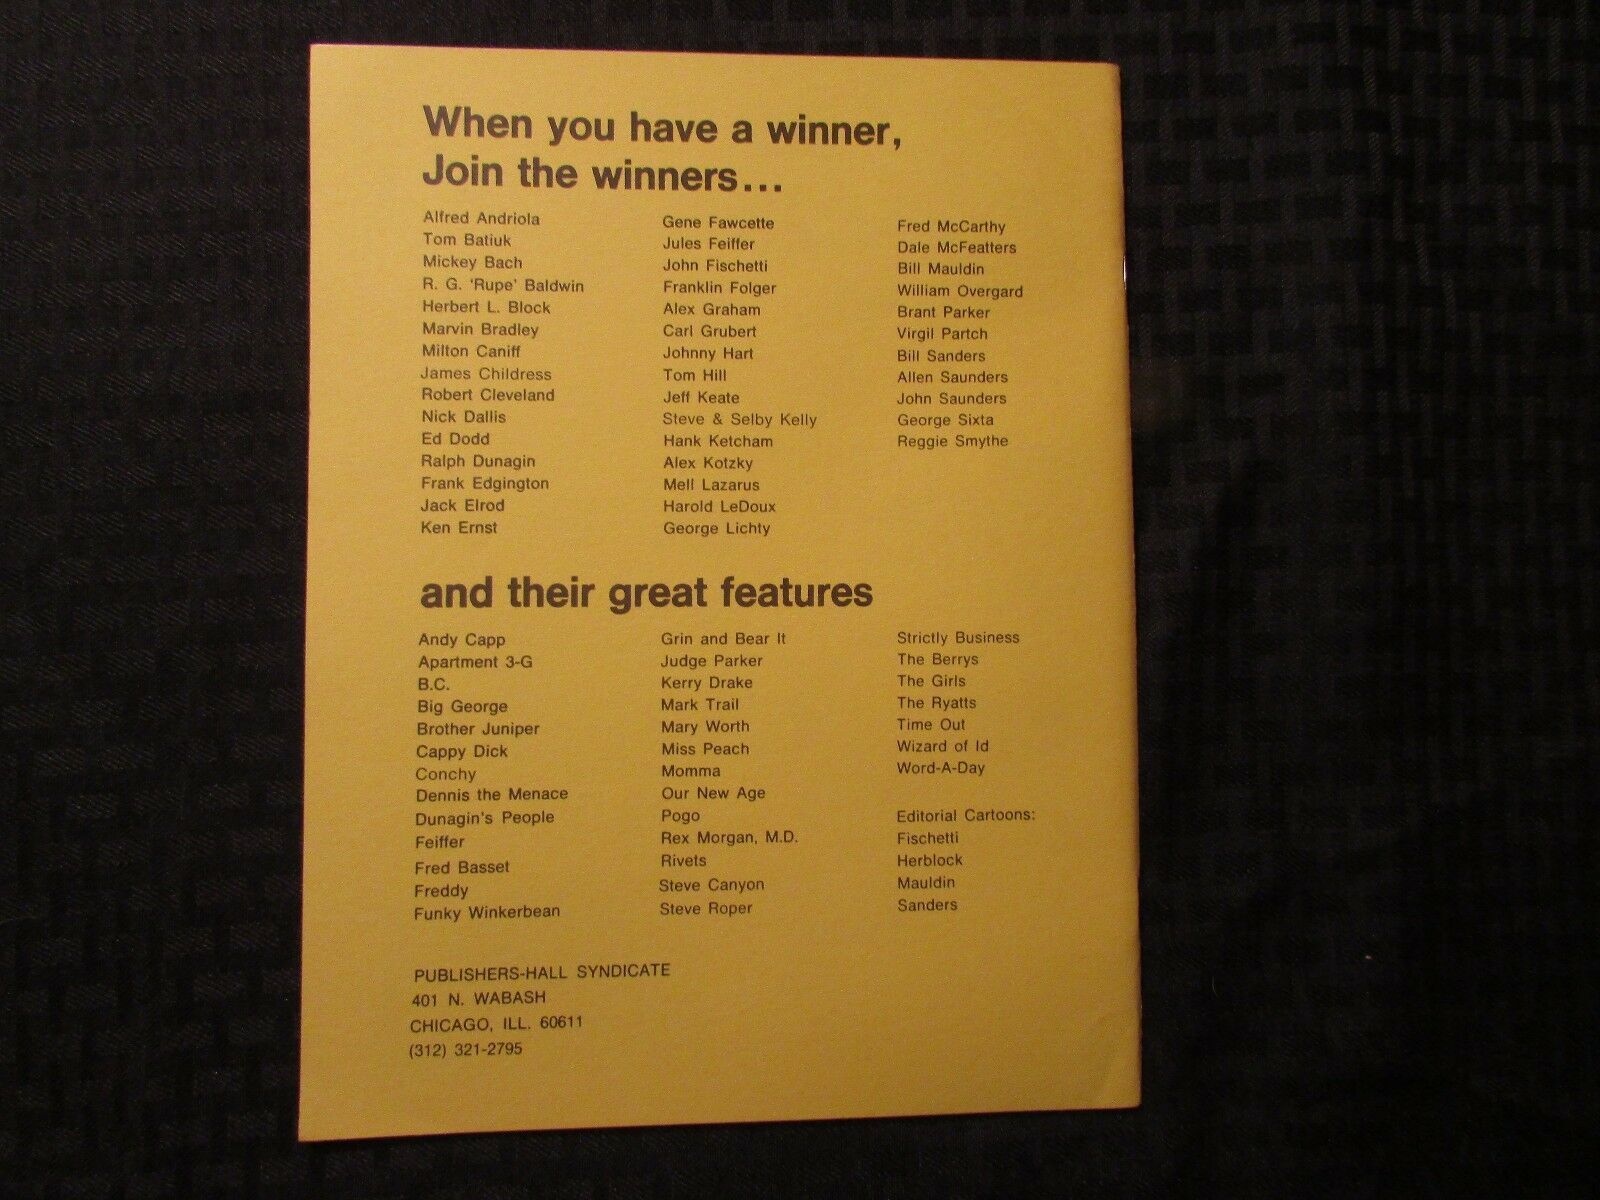 When you have a winner,
Join the winners...
Alfred Andriola
Tom Batiuk
Mickey Bach
R. G. 'Rupe' Baldwin
Herbert L. Block
Marvin Bradley
Milton Caniff
James Childress
Robert Cleveland
Nick Dallis
Ed Dodd
Ralph Dunagin
Frank Edgington
Jack Elrod
Ken Ernst
Gene Fawcette
Jules Feiffer
John Fischetti
Franklin Folger
Alex Graham
Carl Grubert
Johnny Hart
Tom Hill
Jeff Keate
Steve & Selby Kelly
Hank Ketcham
Alex Kotzky
Mell Lazarus
Harold LeDoux
George Lichty
Fred McCarthy
Dale McFeatters
Bill Mauldin
William Overgard
Brant Parker
Virgil Partch
Bill Sanders
Allen Saunders
John Saunders
George Sixta
Reggie Smythe
and their great features
Andy Capp
Apartment 3-G
B.C.
Big George
Brother Juniper
Cappy Dick
Conchy
Dennis the Menace
Dunagin's People
Feiffer
Fred Basset
Freddy
Funky Winkerbean
Grin and Bear It
Judge Parker
Kerry Drake
Mark Trail
Mary Worth
Miss Peach
Momma
Our New Age
Pogo
Rex Morgan, M.D.
Rivets
Steve Canyon
Steve Roper
Strictly Business
The Berrys
The Girls
The Ryatts
Time Out
Wizard of Id
Word-A-Day
Editorial Cartoons:
Fischetti
Herblock
Mauldin
Sanders
PUBLISHERS-HALL SYNDICATE
401 N. WABASH
CHICAGO, ILL. 60611
(312) 321-2795